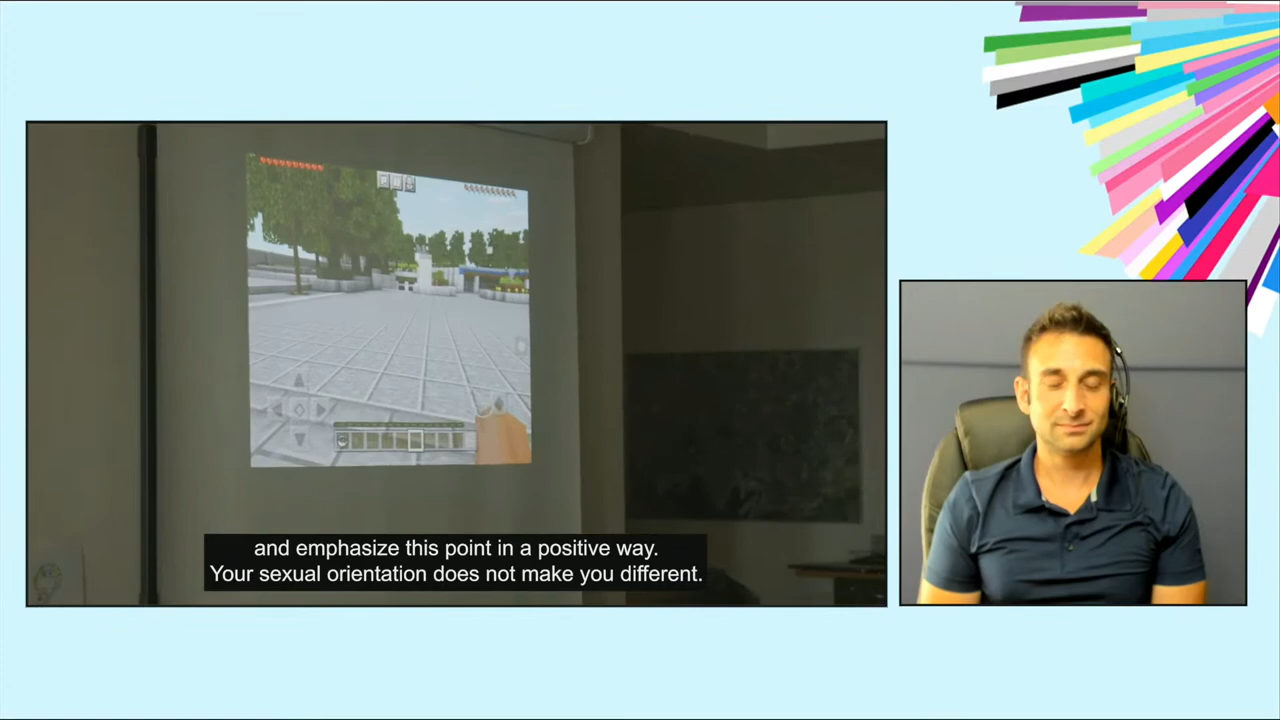 and emphasize this point in a positive way.
Your sexual orientation does not make you different.